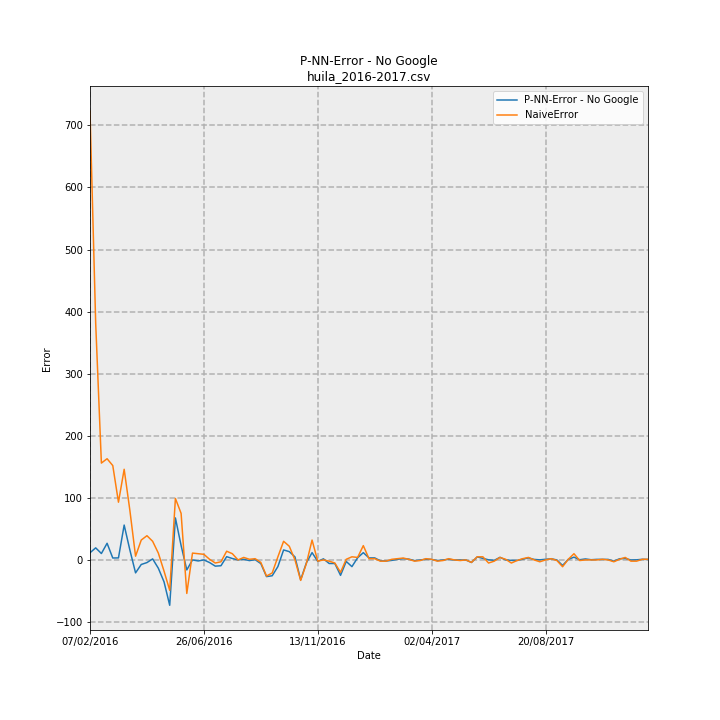 P-NN-Error - No Google
huila_2016-2017.csv
P-NN-Error - No Google
NaiveError
700
600
500
400
300
200
100
0
−100
Error
07/02/2016
26/06/2016
13/11/2016
02/04/2017
20/08/2017
Date